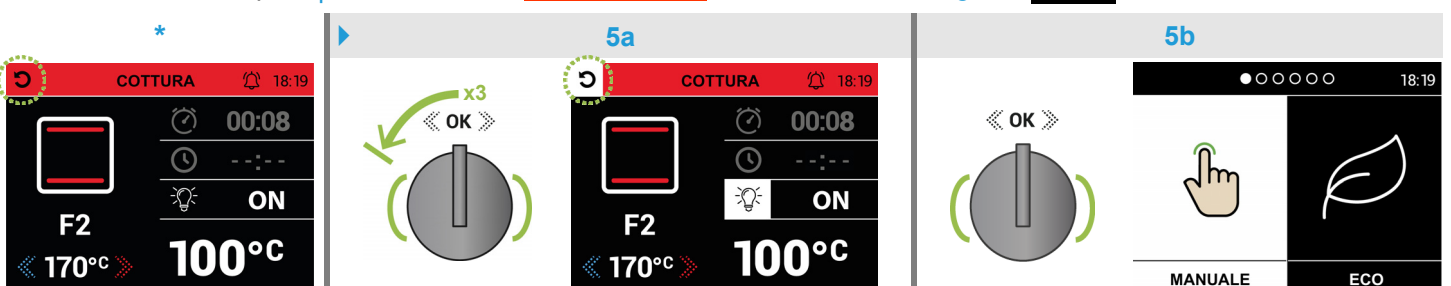 *
5a
5b
COTTURA 18:19
00:08
--:--
ON
F2
170°C
100°C
x3
OK
COTTURA 18:19
00:08
--:--
ON
F2
170°C
100°C
OK
18:19
MANUALE
ECO